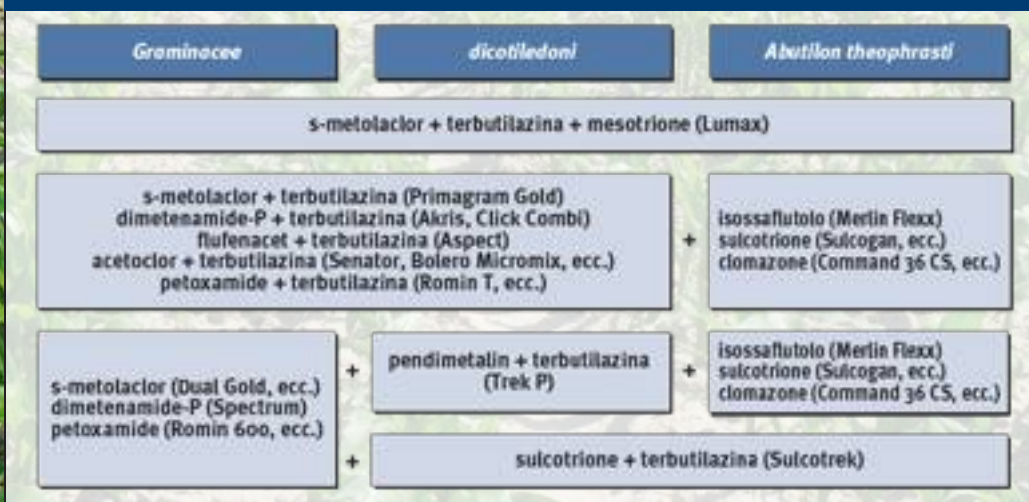 Graminacee
dicotiledoni
Abutilon theophrasti
s-metolaclor + terbutilazina + mesotrione (Lumax)
s-metolaclor + terbutilazina (Primagram Gold)
dimetenamide-P + terbutilazina (Akris, Click Combi)
flufenacet + terbutilazina (Aspect)
acetoclor + terbutilazina (Senator, Bolero Micromix, ecc.)
petoxamide + terbutilazina (Romin T, ecc.)
+
isossaflutolo (Merlin Flexx)
sulcotrione (Sulcogan, ecc.)
clomazone (Command 36 CS, ecc.)
s-metolaclor (Dual Gold, ecc.)
dimetenamide-P (Spectrum)
petoxamide (Romin 600, ecc.)
+
pendimetalin + terbutilazina
(Trek P)
+
isossaflutolo (Merlin Flexx)
sulcotrione (Sulcogan, ecc.)
clomazone (Command 36 CS, ecc.)
+
sulcotrione + terbutilazina (Sulcotrek)